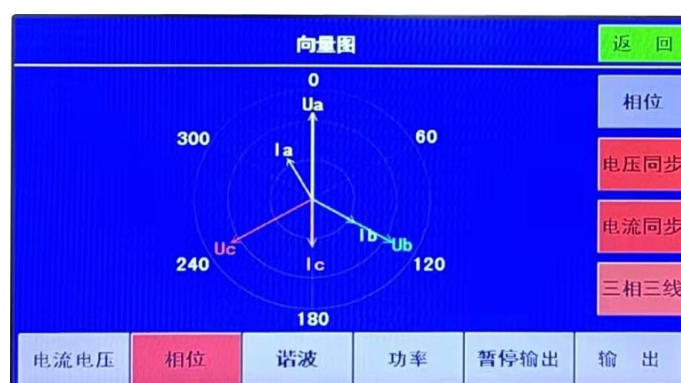 向量图
返 回
0
Ua
相位
300
60
Ia
电压同步
Uc
Ib
Ub
电流同步
240
Ic
120
三相三线
180
电流电压
相位
谐波
功率
暂停输出
输 出